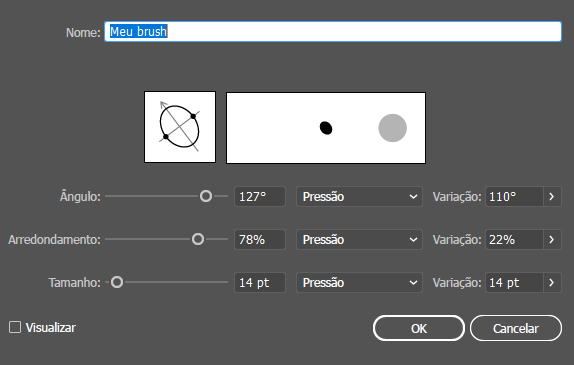 Nome: Meu brush
Ângulo: 127° Pressão Variação: 110°
Arredondamento: 78% Pressão Variação: 22%
Tamanho: 14 pt Pressão Variação: 14 pt
Visualizar OK Cancelar